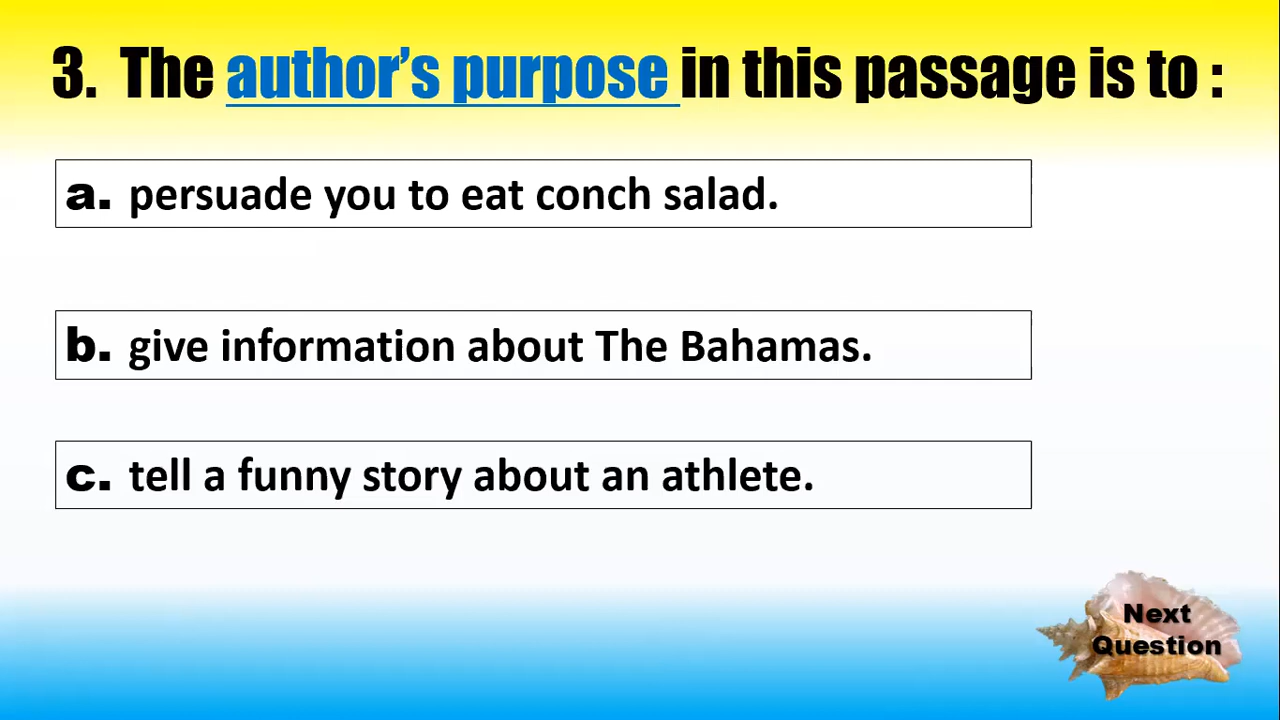 3. The author’s purpose in this passage is to :
a. persuade you to eat conch salad.
b. give information about The Bahamas.
c. tell a funny story about an athlete.
Next
Question